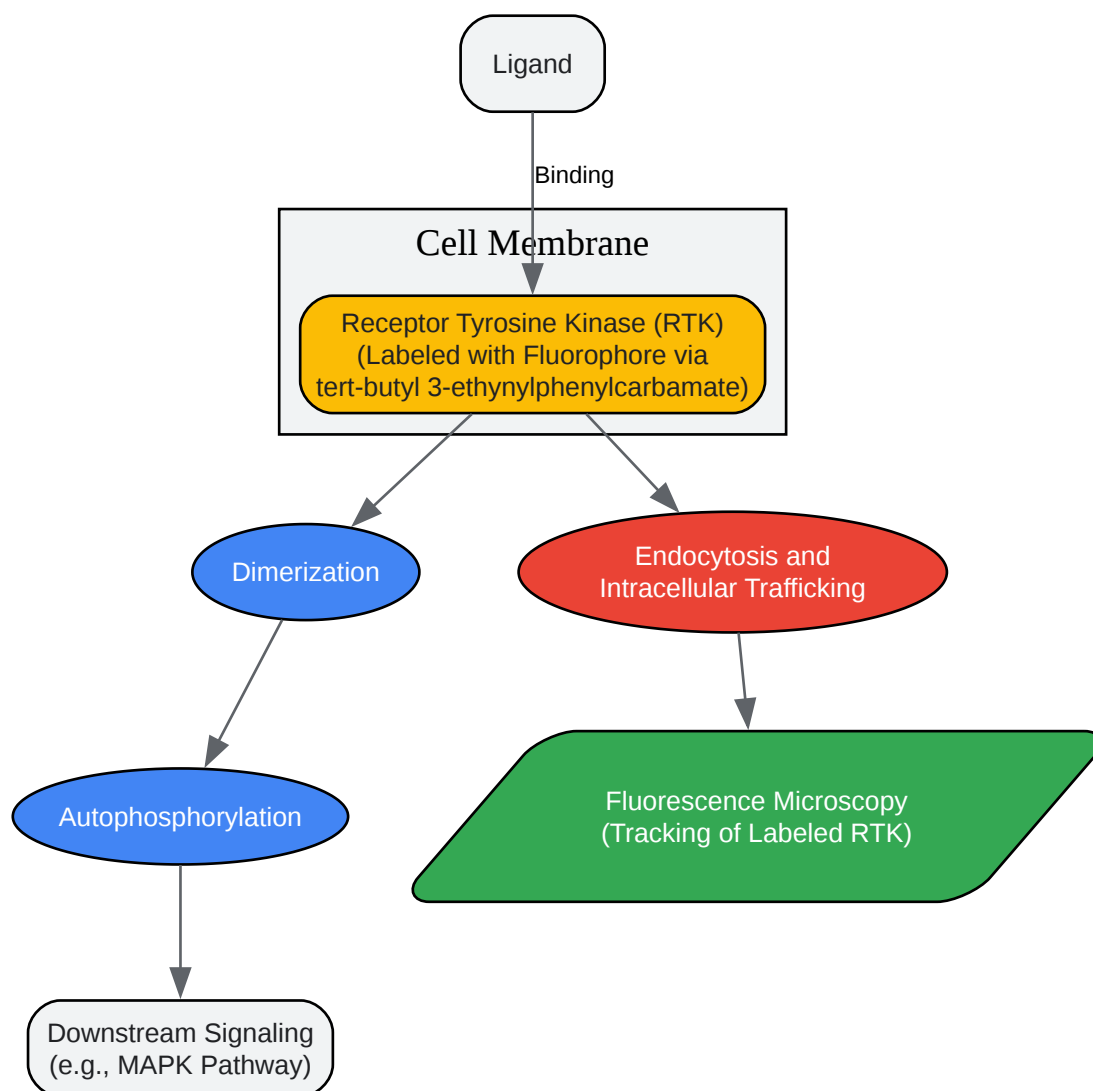 Ligand
Binding
Cell Membrane
Receptor Tyrosine Kinase (RTK)
(Labeled with Fluorophore via
tert-butyl 3-ethynylphenylcarbamate)
Dimerization
Endocytosis and
Intracellular Trafficking
Autophosphorylation
Fluorescence Microscopy
(Tracking of Labeled RTK)
Downstream Signaling
(e.g., MAPK Pathway)